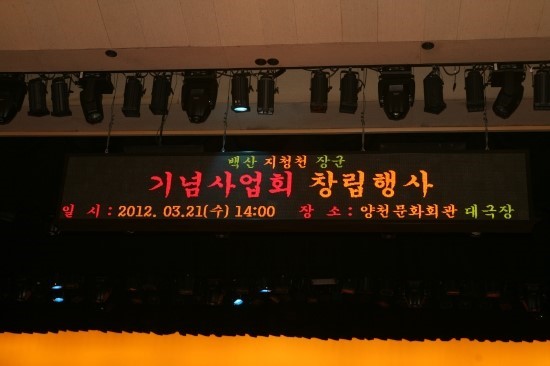 백산 지청천 장군
기념사업회 창립행사
일 시 : 2012. 03.21(수) 14:00 장 소 : 양천문화회관 대극장